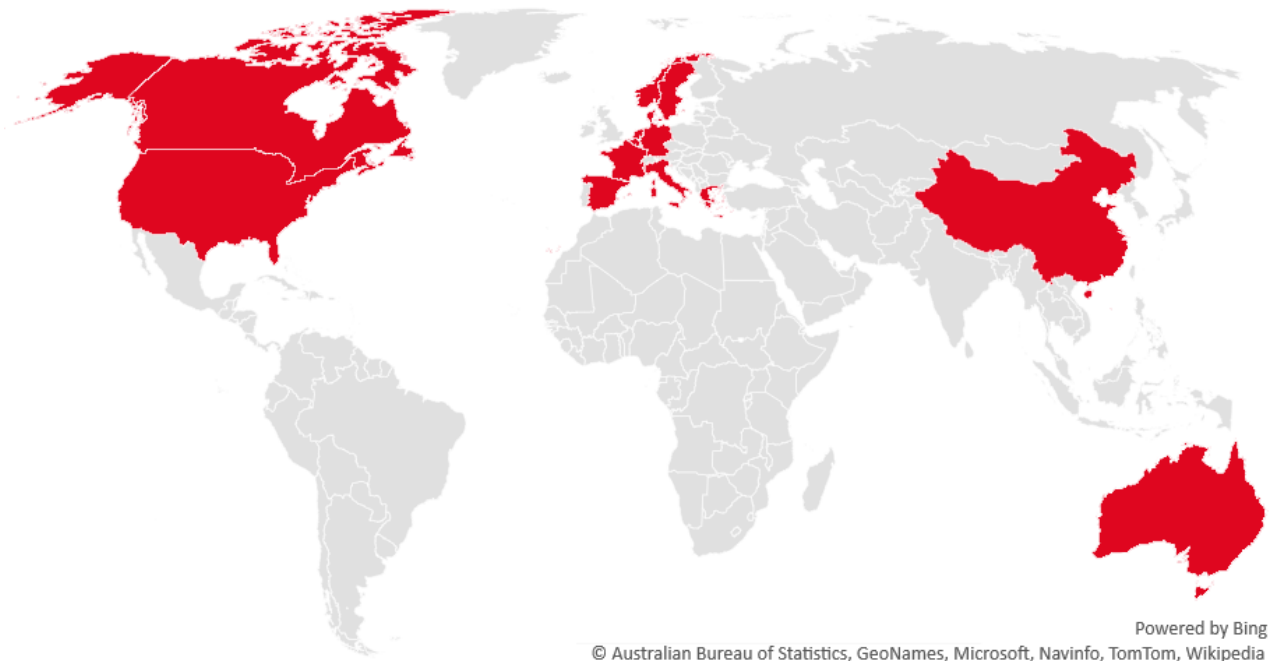 Powered by Bing
© Australian Bureau of Statistics, GeoNames, Microsoft, Navinfo, TomTom, Wikipedia